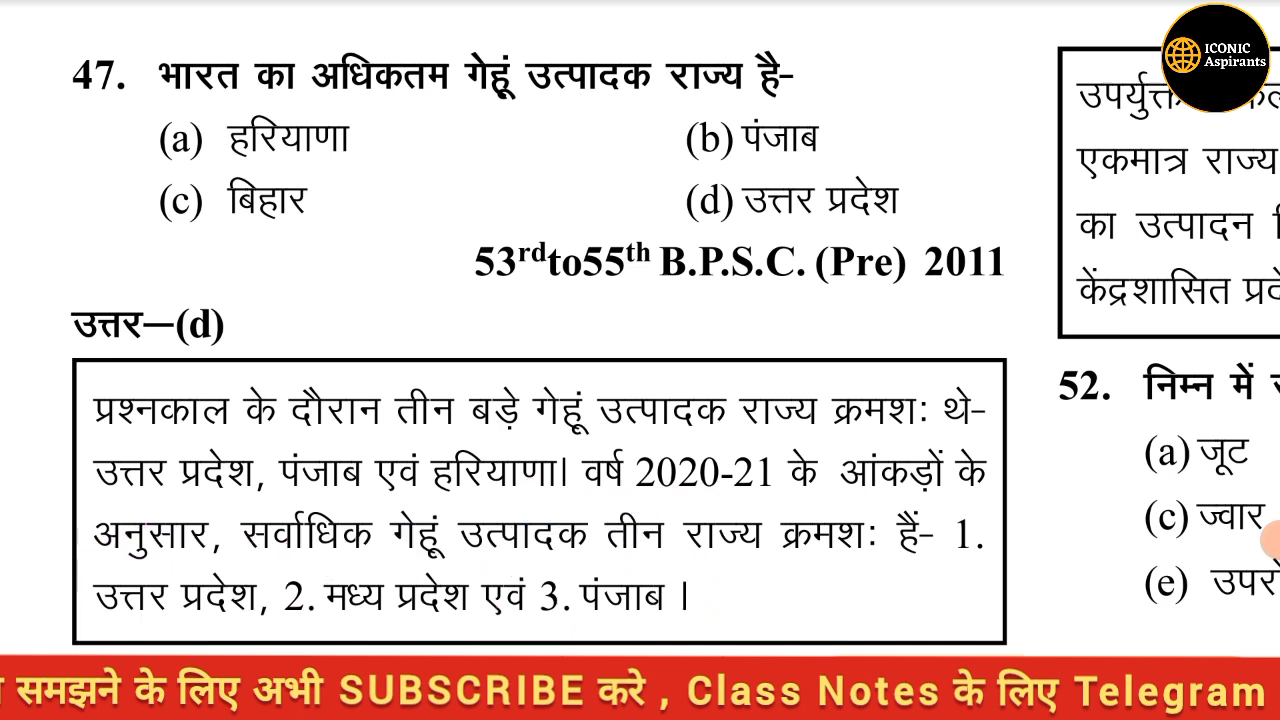 ICONIC
Aspirants
47. भारत का अधिकतम गेहूं उत्पादक राज्य है-
(a) हरियाणा (b) पंजाब
(c) बिहार (d) उत्तर प्रदेश
53rdto55th B.P.S.C. (Pre) 2011
उत्तर—(d)
प्रश्नकाल के दौरान तीन बड़े गेहूं उत्पादक राज्य क्रमशः थे-
उत्तर प्रदेश, पंजाब एवं हरियाणा। वर्ष 2020-21 के आंकड़ों के
अनुसार, सर्वाधिक गेहूं उत्पादक तीन राज्य क्रमशः हैं- 1.
उत्तर प्रदेश, 2. मध्य प्रदेश एवं 3. पंजाब ।
एकमात्र राज्य
का उत्पादन
केंद्रशासित
52. निम्न में
(a) जूट
(c) ज्वार
(e)
समझने के लिए अभी SUBSCRIBE करे , Class Notes के लिए Telegram